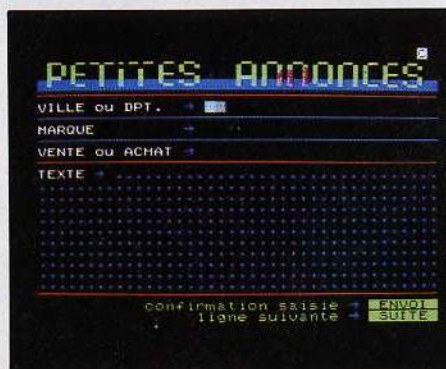 PETITES ANNONCES
VILLE ou DPT. →
MARQUE →
VENTE ou ACHAT →
TEXTE →
confirmation saisie → ENVOI
ligne suivante → SUITE